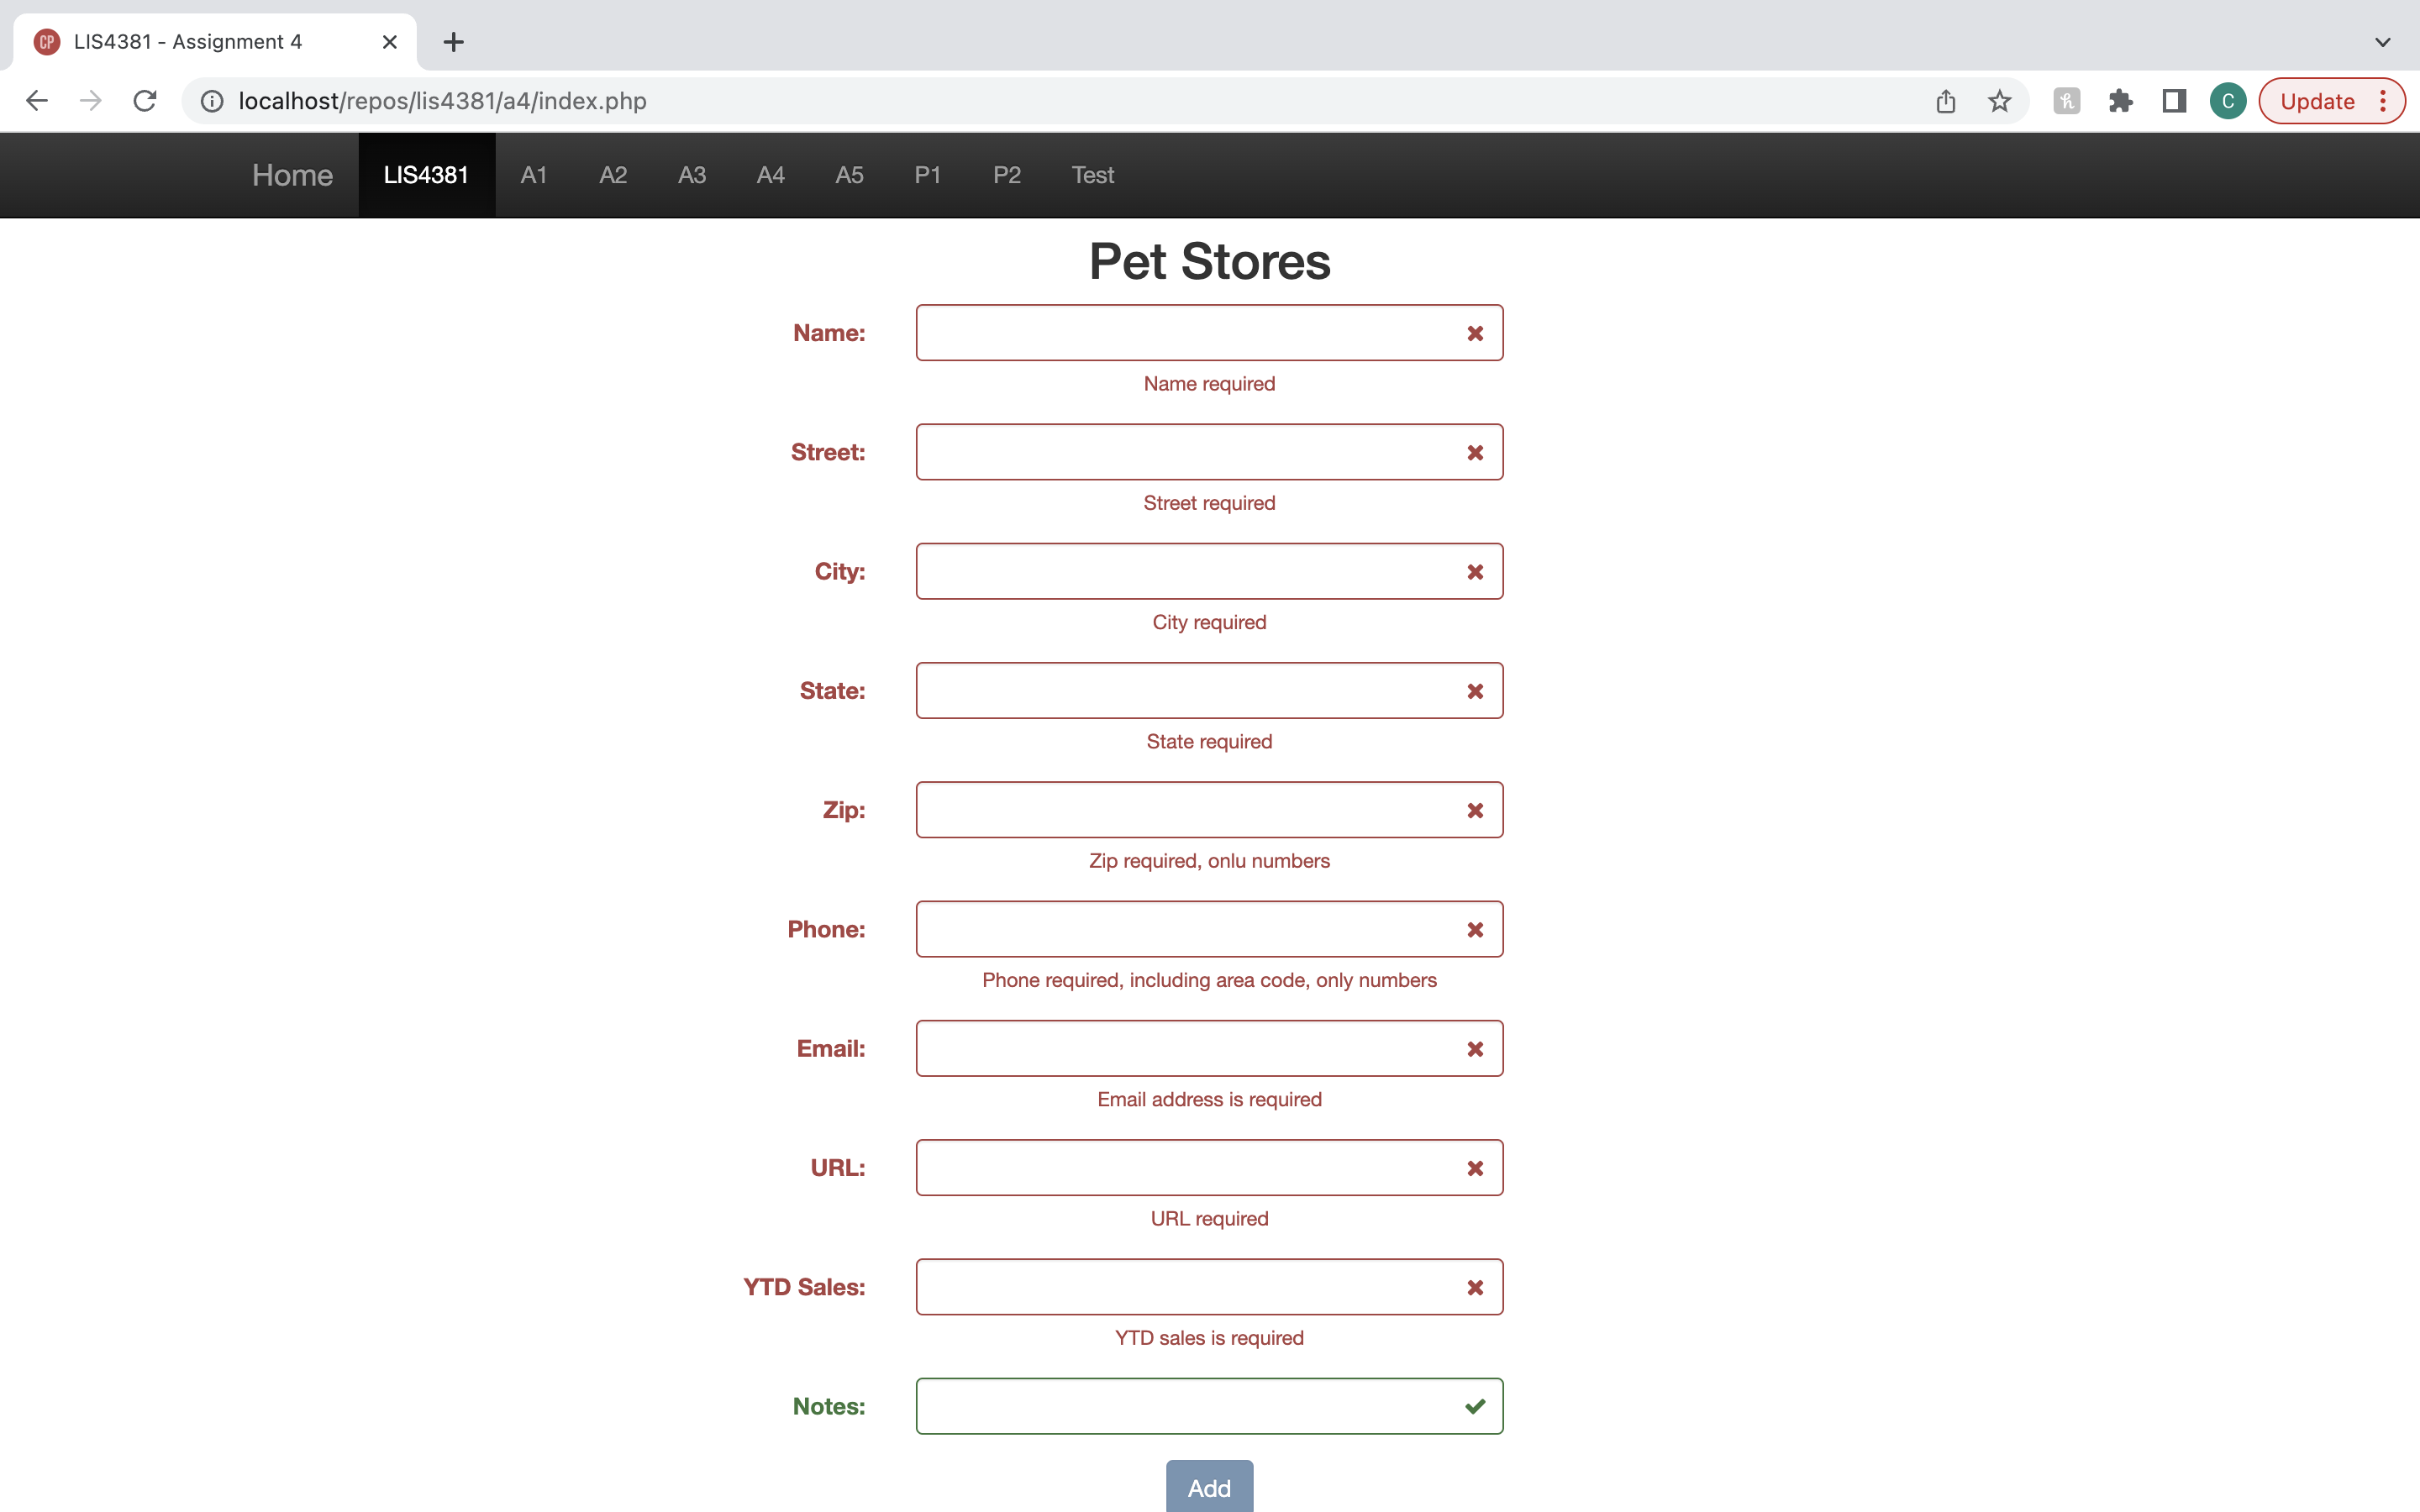 CP LIS4381 - Assignment 4
localhost/repos/lis4381/a4/index.php
C
Update
Home LIS4381 A1 A2 A3 A4 A5 P1 P2 Test
Pet Stores
Name:
Name required
Street:
Street required
City:
City required
State:
State required
Zip:
Zip required, onlu numbers
Phone:
Phone required, including area code, only numbers
Email:
Email address is required
URL:
URL required
YTD Sales:
YTD sales is required
Notes:
Add